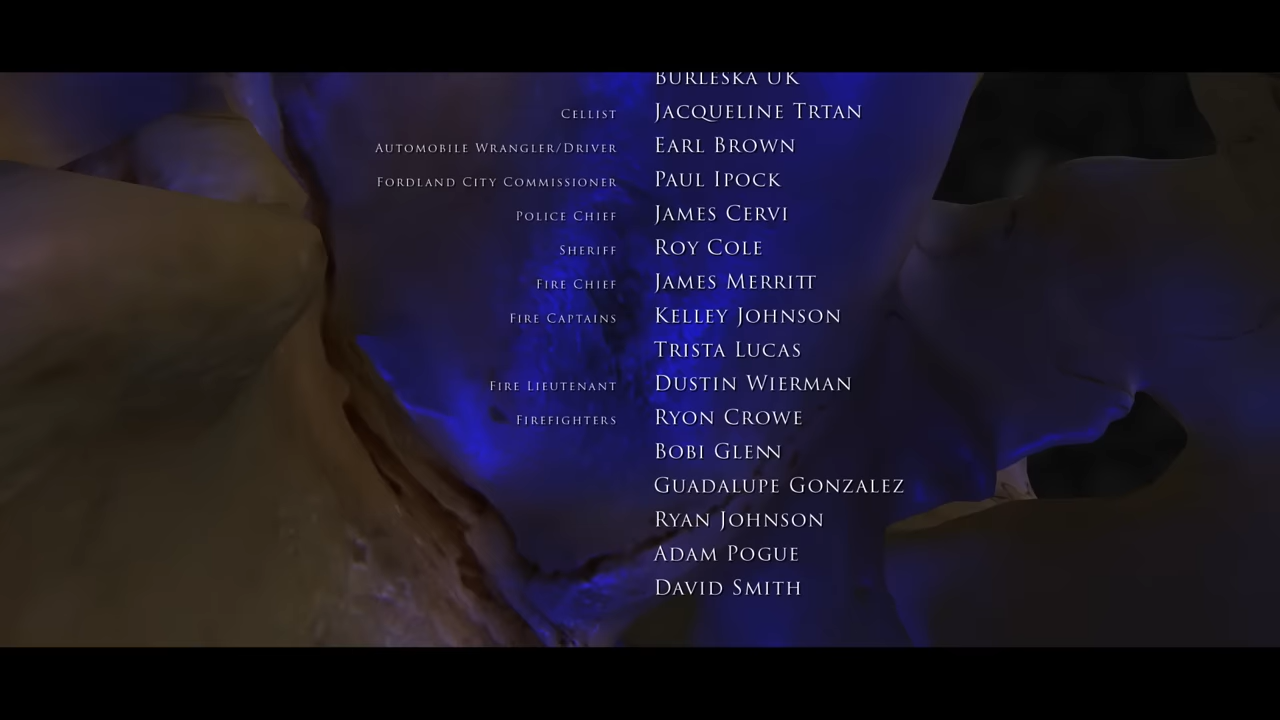 BURLESKA UK
CELLIST JACQUELINE TRTAN
AUTOMOBILE WRANGLER/DRIVER EARL BROWN
FORDLAND CITY COMMISSIONER PAUL IPOCK
POLICE CHIEF JAMES CERVI
SHERIFF ROY COLE
FIRE CHIEF JAMES MERRITT
FIRE CAPTAINS KELLEY JOHNSON
TRISTA LUCAS
FIRE LIEUTENANT DUSTIN WIERMAN
FIREFIGHTERS RYON CROWE
BOBI GLENN
GUADALUPE GONZALEZ
RYAN JOHNSON
ADAM POGUE
DAVID SMITH